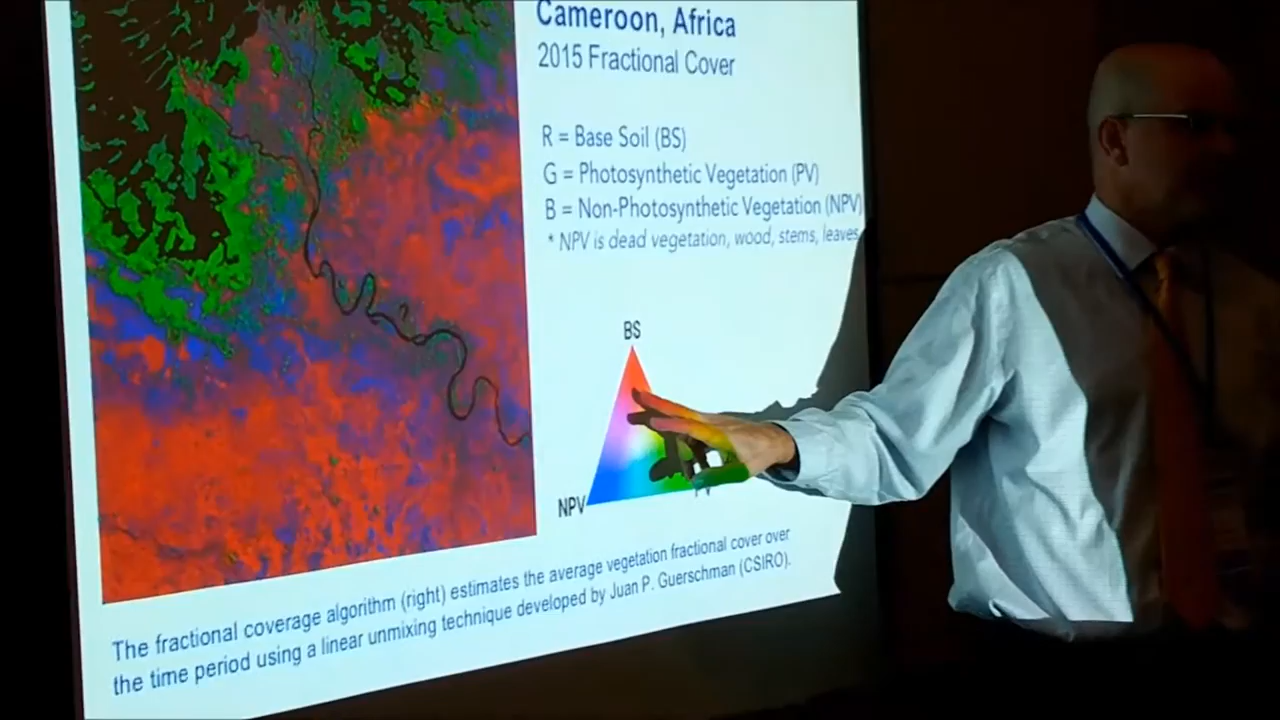 Cameroon, Africa
2015 Fractional Cover
R = Base Soil (BS)
G = Photosynthetic Vegetation (PV)
B = Non-Photosynthetic Vegetation (NPV)
* NPV is dead vegetation, wood, stems, leaves
BS
NPV
PV
The fractional coverage algorithm (right) estimates the average vegetation fractional cover over
the time period using a linear unmixing technique developed by Juan P. Guerschman (CSIRO).